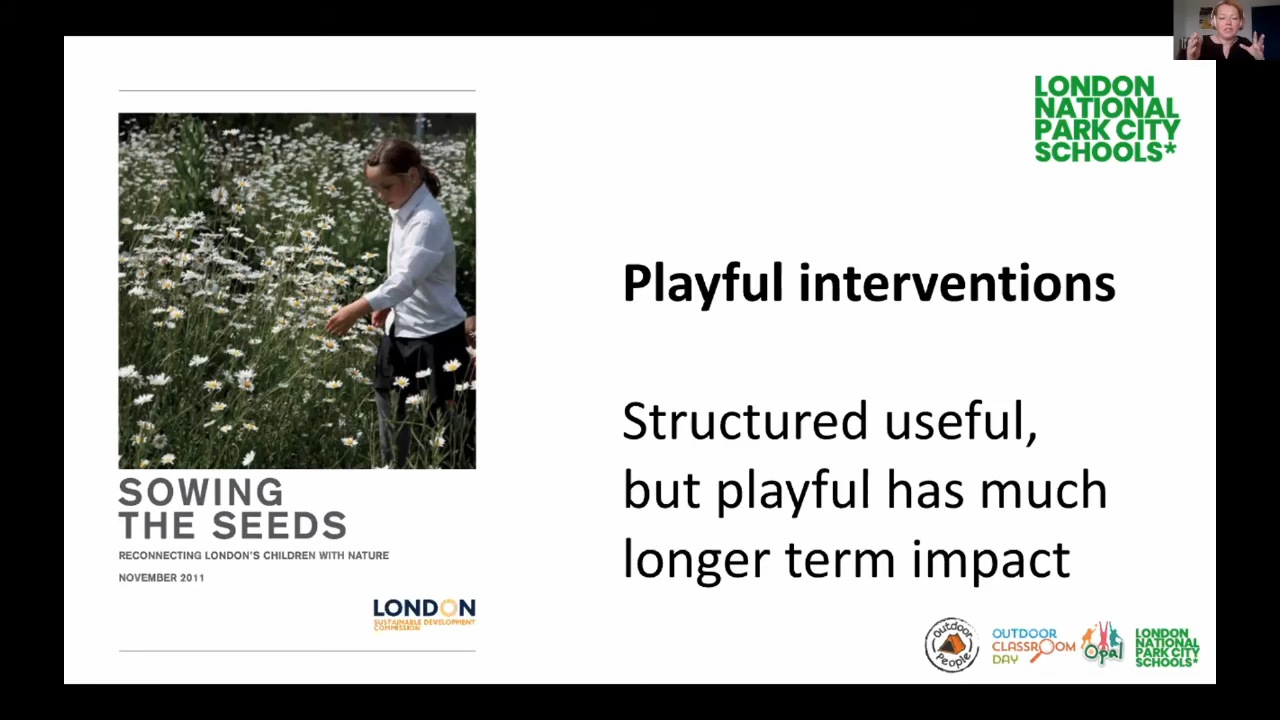 LONDON
NATIONAL
PARK CITY
SCHOOLS*
Playful interventions
Structured useful,
but playful has much
longer term impact
SOWING
THE SEEDS
RECONNECTING LONDON'S CHILDREN WITH NATURE
NOVEMBER 2011
LONDON
SUSTAINABLE DEVELOPMENT
COMMISSION
Outdoor
People
OUTDOOR
CLASSROOM
DAY
Opal
LONDON
NATIONAL
PARK CITY
SCHOOLS*